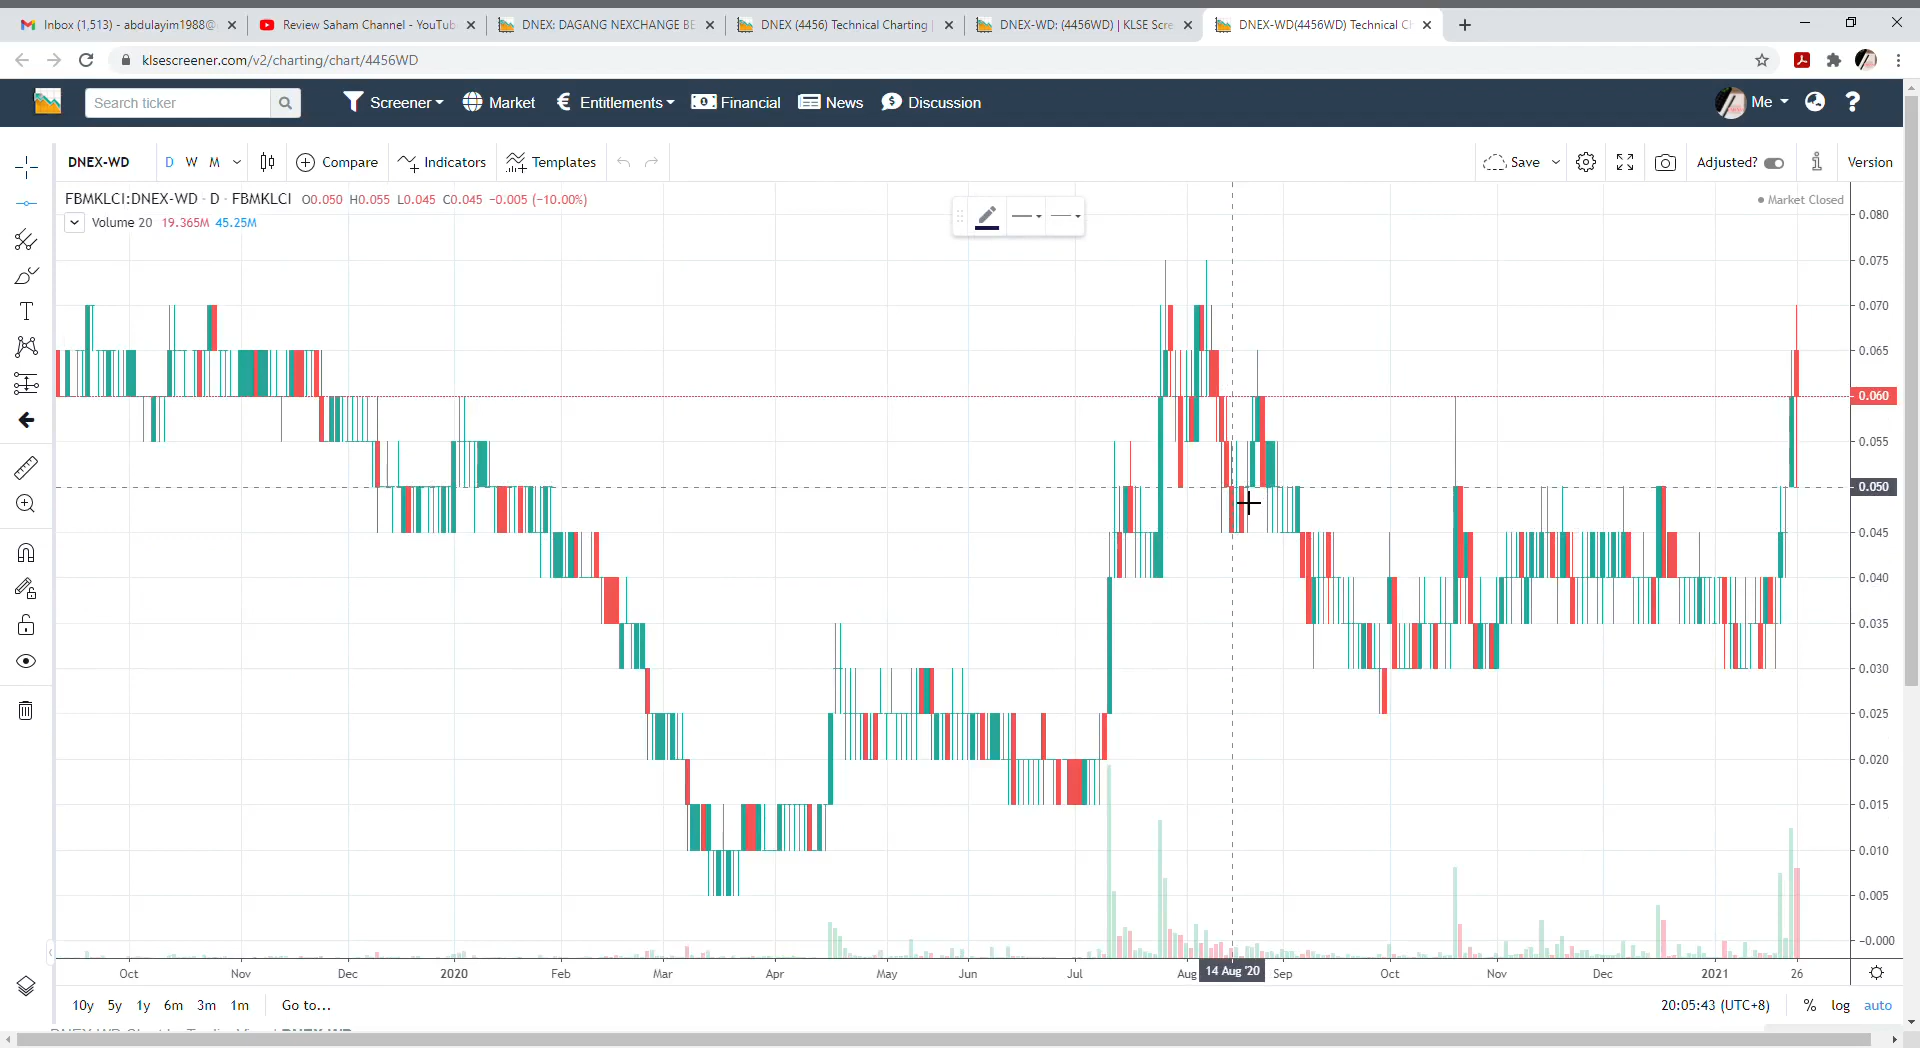 Inbox (1,513) - abdulayim1988@
Review Saham Channel - YouTub
DNEX: DAGANG NEXCHANGE BE
DNEX (4456) Technical Charting |
DNEX-WD: (4456WD) | KLSE Scre
DNEX-WD(4456WD) Technical Ch
klsescreener.com/v2/charting/chart/4456WD
Search ticker
Screener
Market
Entitlements
Financial
News
Discussion
Me
DNEX-WD
D W M
Compare
Indicators
Templates
Save
Adjusted?
Version
FBMKLCI:DNEX-WD · D · FBMKLCI O0.050 H0.055 L0.045 C0.045 −0.005 (−10.00%)
Market Closed
Volume 20 19.365M 45.25M
0.080
0.075
0.070
0.065
0.060
0.055
0.050
0.045
0.040
0.035
0.030
0.025
0.020
0.015
0.010
0.005
-0.000
Oct Nov Dec 2020 Feb Mar Apr May Jun Jul Aug 14 Aug '20 Sep Oct Nov Dec 2021 26
10y 5y 1y 6m 3m 1m Go to...
20:05:43 (UTC+8) % log auto